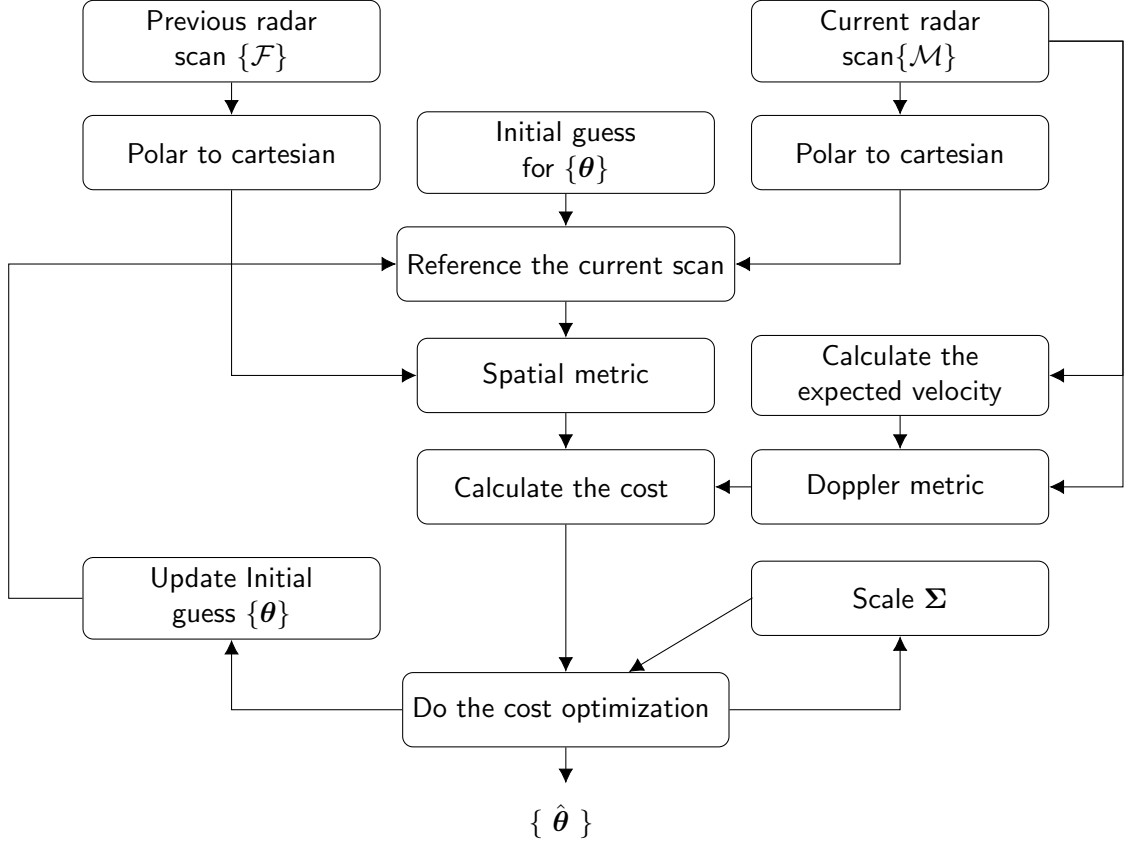 Previous radar
scan {𝓕}
Current radar
scan{𝓜}
Polar to cartesian
Initial guess
for {𝜽}
Polar to cartesian
Reference the current scan
Spatial metric
Calculate the
expected velocity
Calculate the cost
Doppler metric
Update Initial
guess {𝜽}
Scale 𝚺
Do the cost optimization
{ 𝜽̂ }